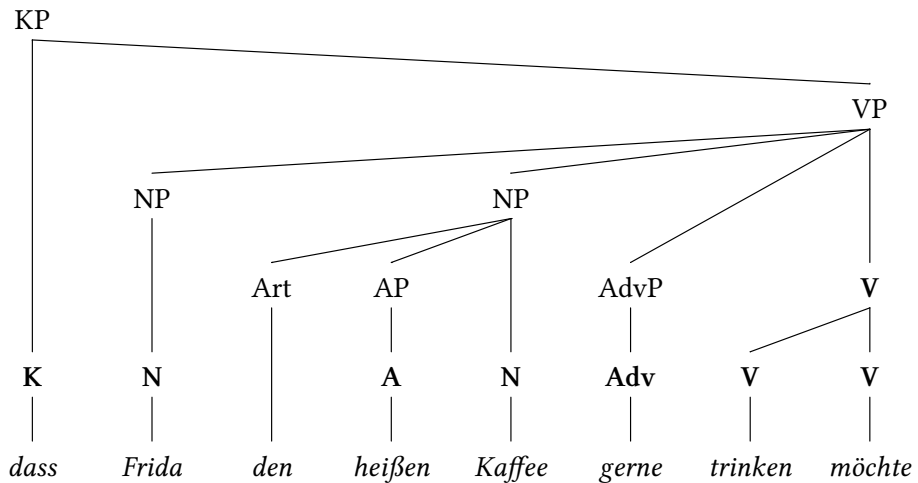 KP
VP
NP NP
Art AP AdvP V
K N A N Adv V V
dass Frida den heißen Kaffee gerne trinken möchte